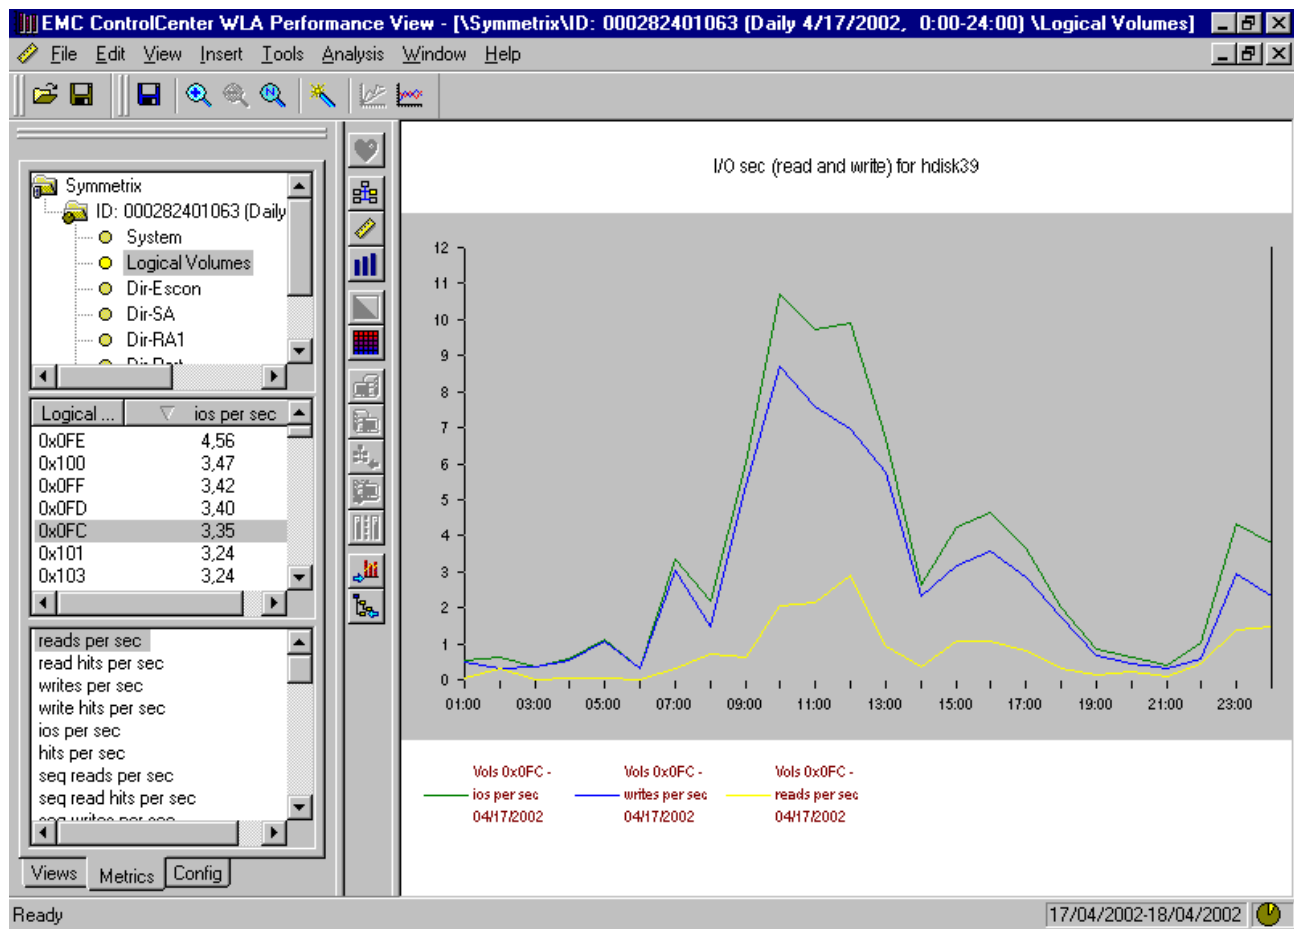 EMC ControlCenter WLA Performance View - [\Symmetrix\ID: 000282401063 (Daily 4/17/2002,  0:00-24:00) \Logical Volumes]
File Edit View Insert Tools Analysis Window Help
Symmetrix
ID: 000282401063 (Daily
System
Logical Volumes
Dir-Escon
Dir-SA
Dir-RA1
Logical ... ios per sec
0x0FE 4,56
0x100 3,47
0x0FF 3,42
0x0FD 3,40
0x0FC 3,35
0x101 3,24
0x103 3,24
reads per sec
read hits per sec
writes per sec
write hits per sec
ios per sec
hits per sec
seq reads per sec
seq read hits per sec
seq writes per sec
Views Metrics Config
I/O sec (read and write) for hdisk39
12
11
10
9
8
7
6
5
4
3
2
1
0
01:00 03:00 05:00 07:00 09:00 11:00 13:00 15:00 17:00 19:00 21:00 23:00
Vols 0x0FC - Vols 0x0FC - Vols 0x0FC -
ios per sec writes per sec reads per sec
04/17/2002 04/17/2002 04/17/2002
Ready 17/04/2002-18/04/2002